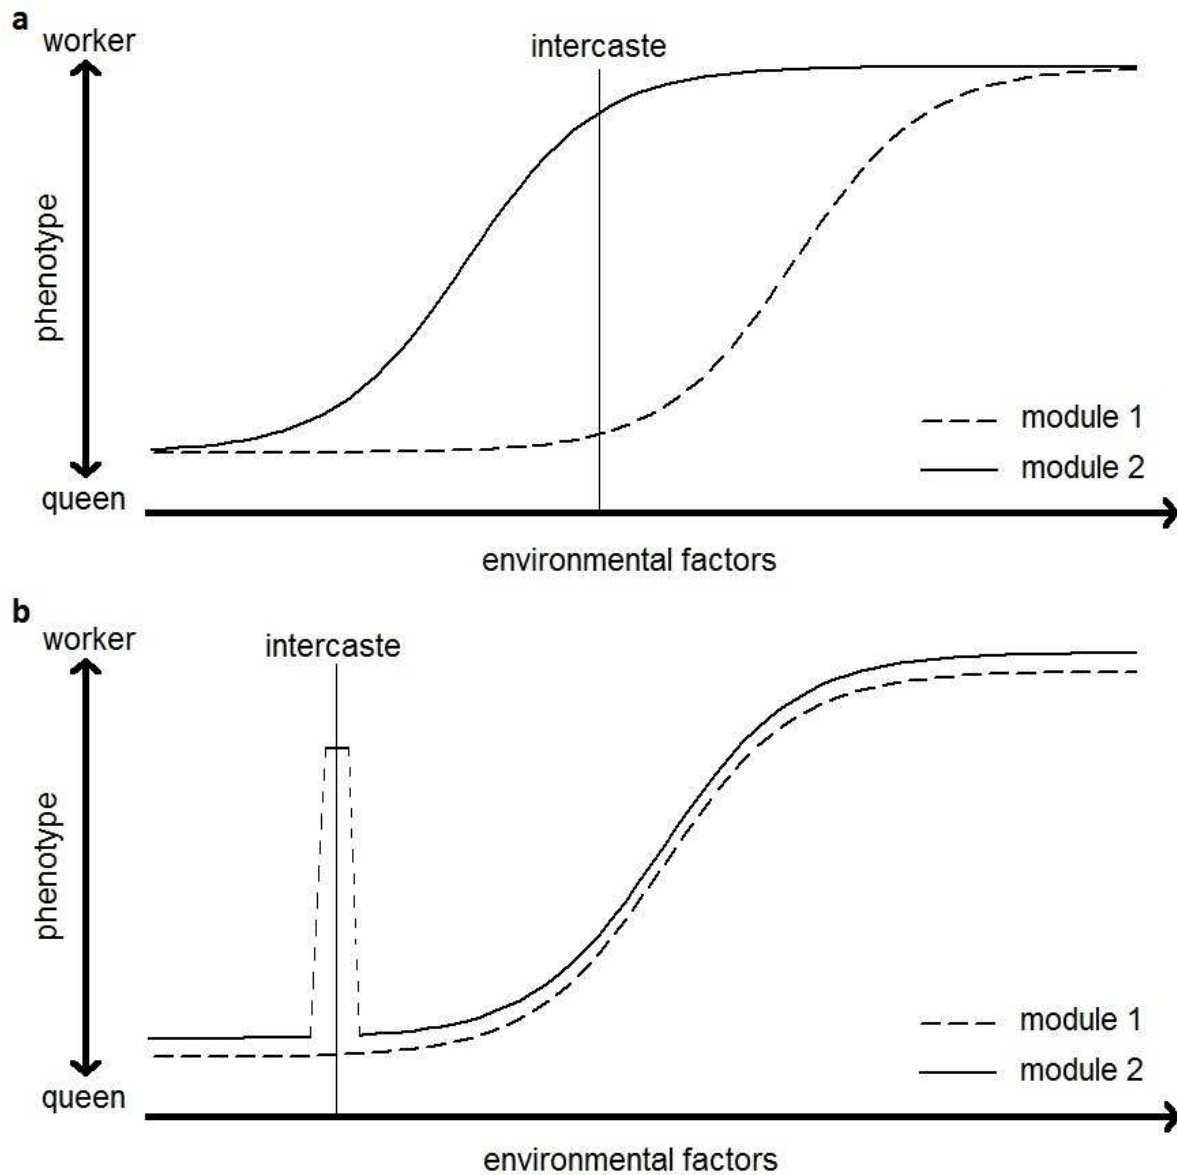 a
worker
intercaste
phenotype
module 1
module 2
queen
environmental factors
b
worker
intercaste
phenotype
module 1
module 2
queen
environmental factors